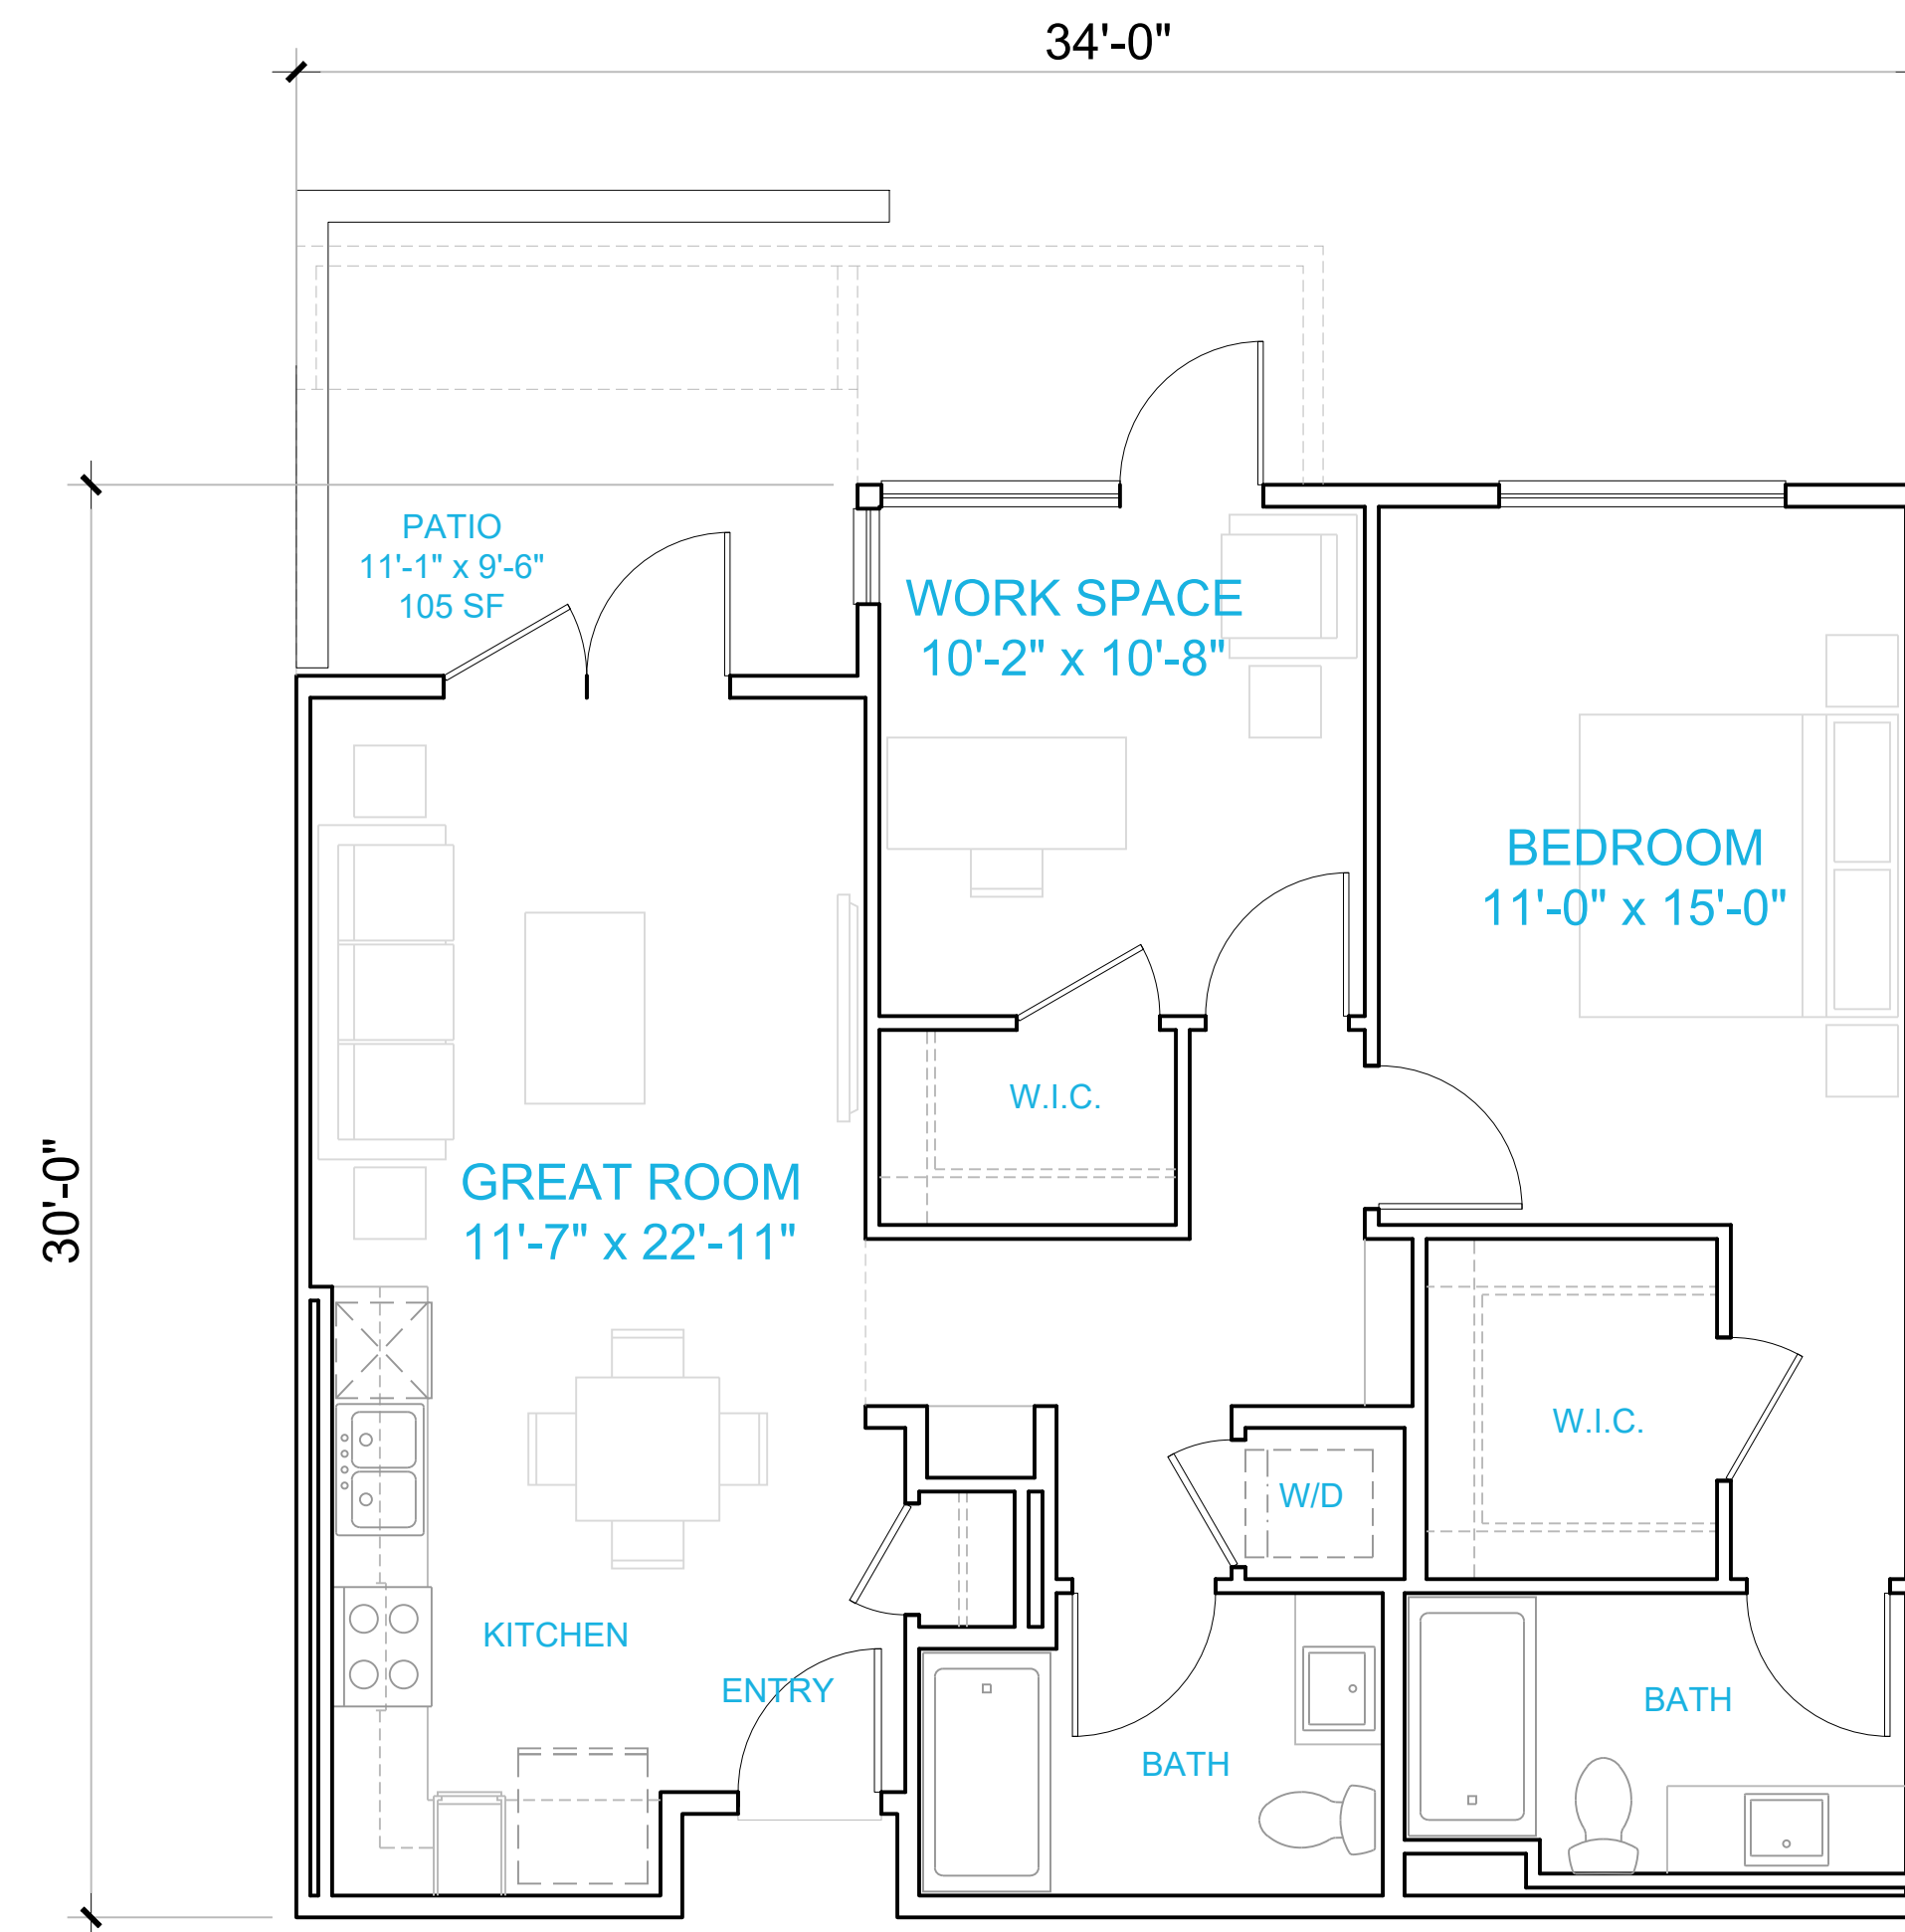 34'-0"
PATIO
11'-1" x 9'-6"
105 SF
WORK SPACE
10'-2" x 10'-8"
BEDROOM
11'-0" x 15'-0"
W.I.C.
GREAT ROOM
11'-7" x 22'-11"
30'-0"
W.I.C.
W/D
KITCHEN
ENTRY
BATH
BATH